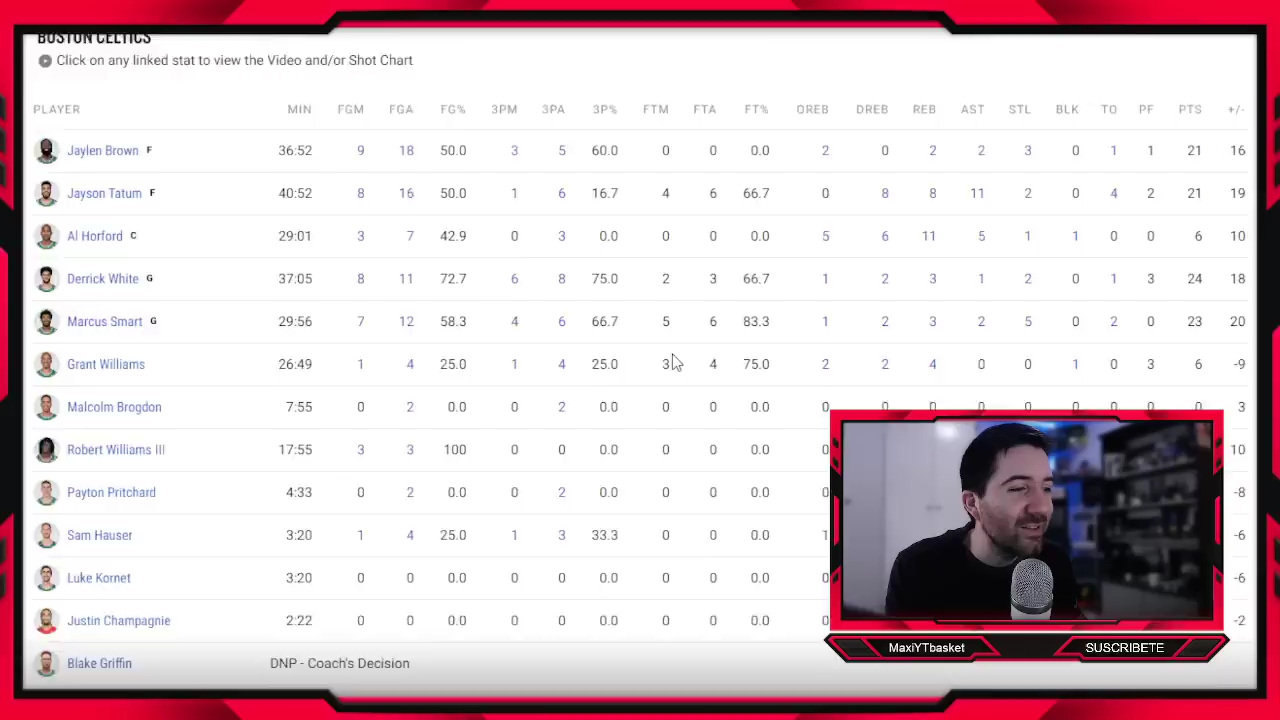 BOSTON CELTICS
Click on any linked stat to view the Video and/or Shot Chart
PLAYER MIN FGM FGA FG% 3PM 3PA 3P% FTM FTA FT% OREB DREB REB AST STL BLK TO PF PTS +/-
Jaylen Brown F 36:52 9 18 50.0 3 5 60.0 0 0 0.0 2 0 2 2 3 0 1 1 21 16
Jayson Tatum F 40:52 8 16 50.0 1 6 16.7 4 6 66.7 0 8 8 11 2 0 4 2 21 19
Al Horford C 29:01 3 7 42.9 0 3 0.0 0 0 0.0 5 6 11 5 1 1 0 0 6 10
Derrick White G 37:05 8 11 72.7 6 8 75.0 2 3 66.7 1 2 3 1 2 0 1 3 24 18
Marcus Smart G 29:56 7 12 58.3 4 6 66.7 5 6 83.3 1 2 3 2 5 0 2 0 23 20
Grant Williams 26:49 1 4 25.0 1 4 25.0 3 4 75.0 2 2 4 0 0 1 0 3 6 -9
Malcolm Brogdon 7:55 0 2 0.0 0 2 0.0 0 0 0.0 3
Robert Williams III 17:55 3 3 100 0 0 0.0 0 0 0.0 10
Payton Pritchard 4:33 0 2 0.0 0 2 0.0 0 0 0.0 -8
Sam Hauser 3:20 1 4 25.0 1 3 33.3 0 0 0.0 1 -6
Luke Kornet 3:20 0 0 0.0 0 0 0.0 0 0 0.0 0 -6
Justin Champagnie 2:22 0 0 0.0 0 0 0.0 0 0 0.0 0 -2
Blake Griffin DNP - Coach's Decision
MaxiYTbasket SUSCRIBETE